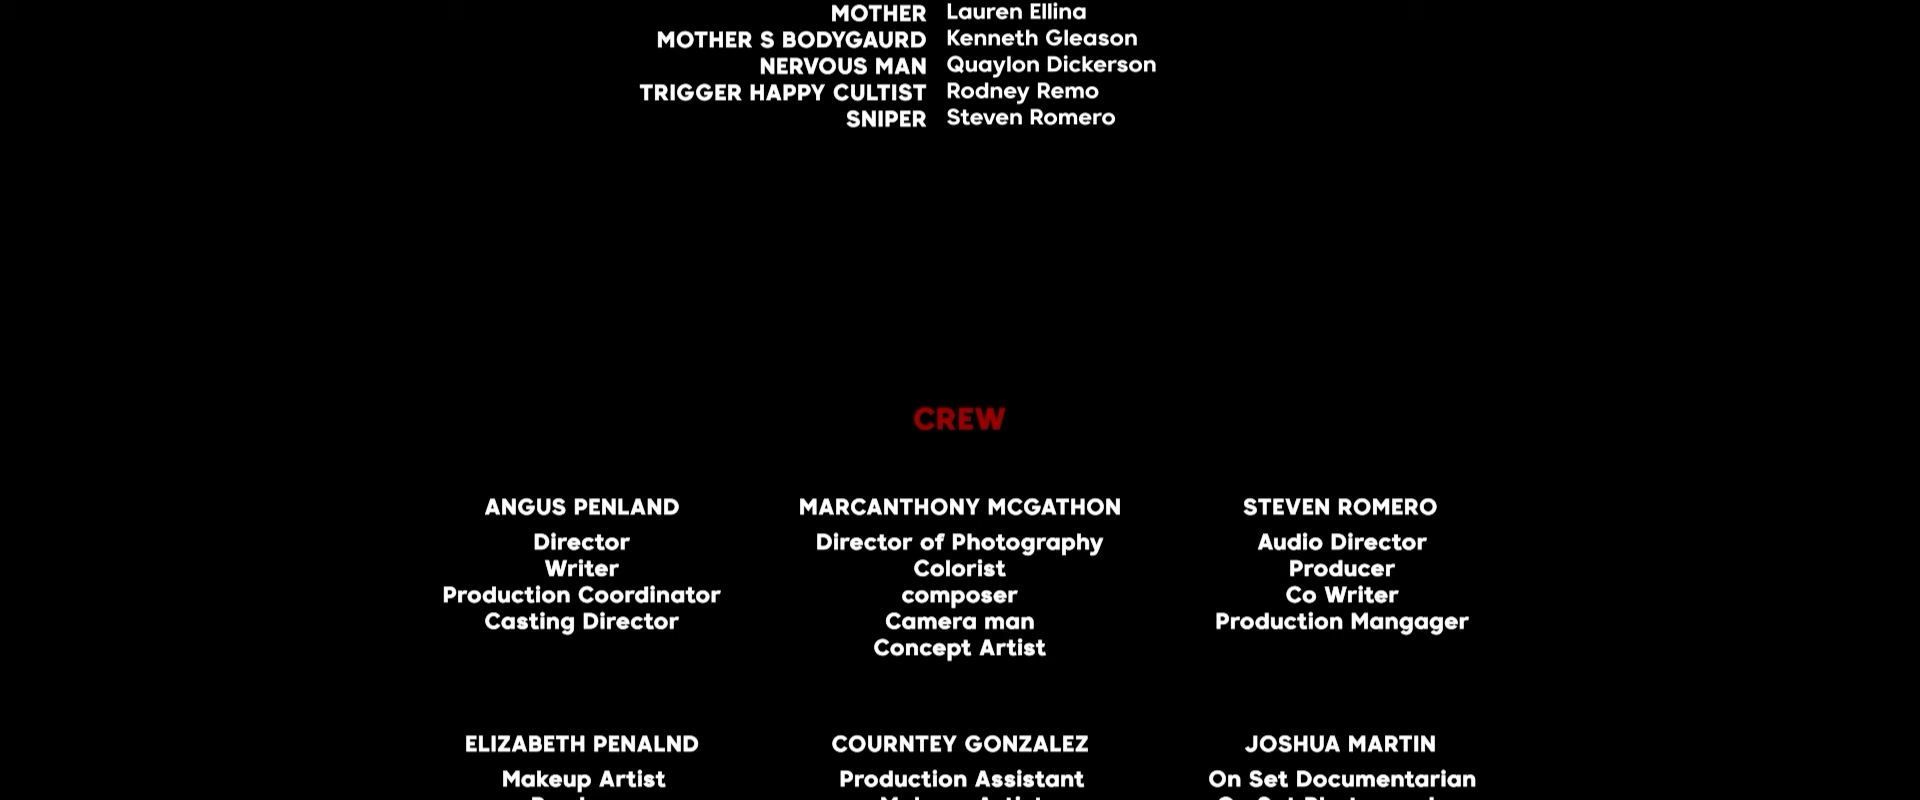 MOTHER Lauren Ellina
MOTHER S BODYGAURD Kenneth Gleason
NERVOUS MAN Quaylon Dickerson
TRIGGER HAPPY CULTIST Rodney Remo
SNIPER Steven Romero
CREW
ANGUS PENLAND MARCANTHONY MCGATHON STEVEN ROMERO
Director Director of Photography Audio Director
Writer Colorist Producer
Production Coordinator composer Co Writer
Casting Director Camera man Production Mangager
Concept Artist
ELIZABETH PENALND COURNTEY GONZALEZ JOSHUA MARTIN
Makeup Artist Production Assistant On Set Documentarian